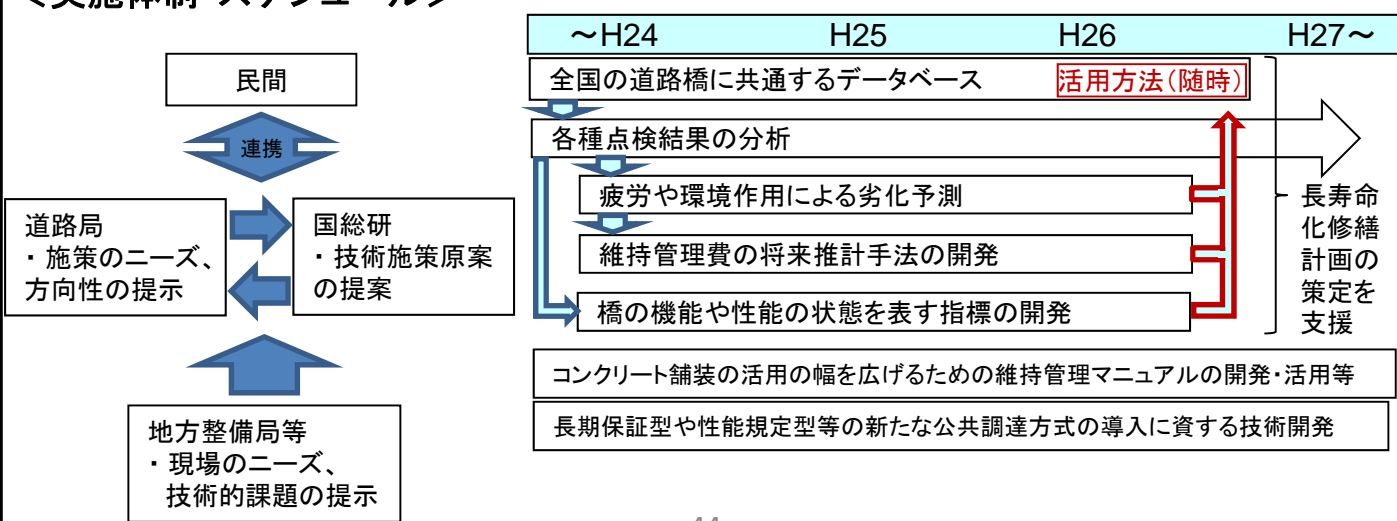 <実施体制・スケジュール>
民間
連携
道路局
・ 施策のニーズ、
方向性の提示
国総研
・ 技術施策原案
の提案
地方整備局等
・ 現場のニーズ、
技術的課題の提示
～H24 H25 H26 H27～
全国の道路橋に共通するデータベース 活用方法(随時)
各種点検結果の分析
疲労や環境作用による劣化予測
維持管理費の将来推計手法の開発
橋の機能や性能の状態を表す指標の開発
長寿命
化修繕
計画の
策定を
支援
コンクリート舗装の活用の幅を広げるための維持管理マニュアルの開発・活用等
長期保証型や性能規定型等の新たな公共調達方式の導入に資する技術開発